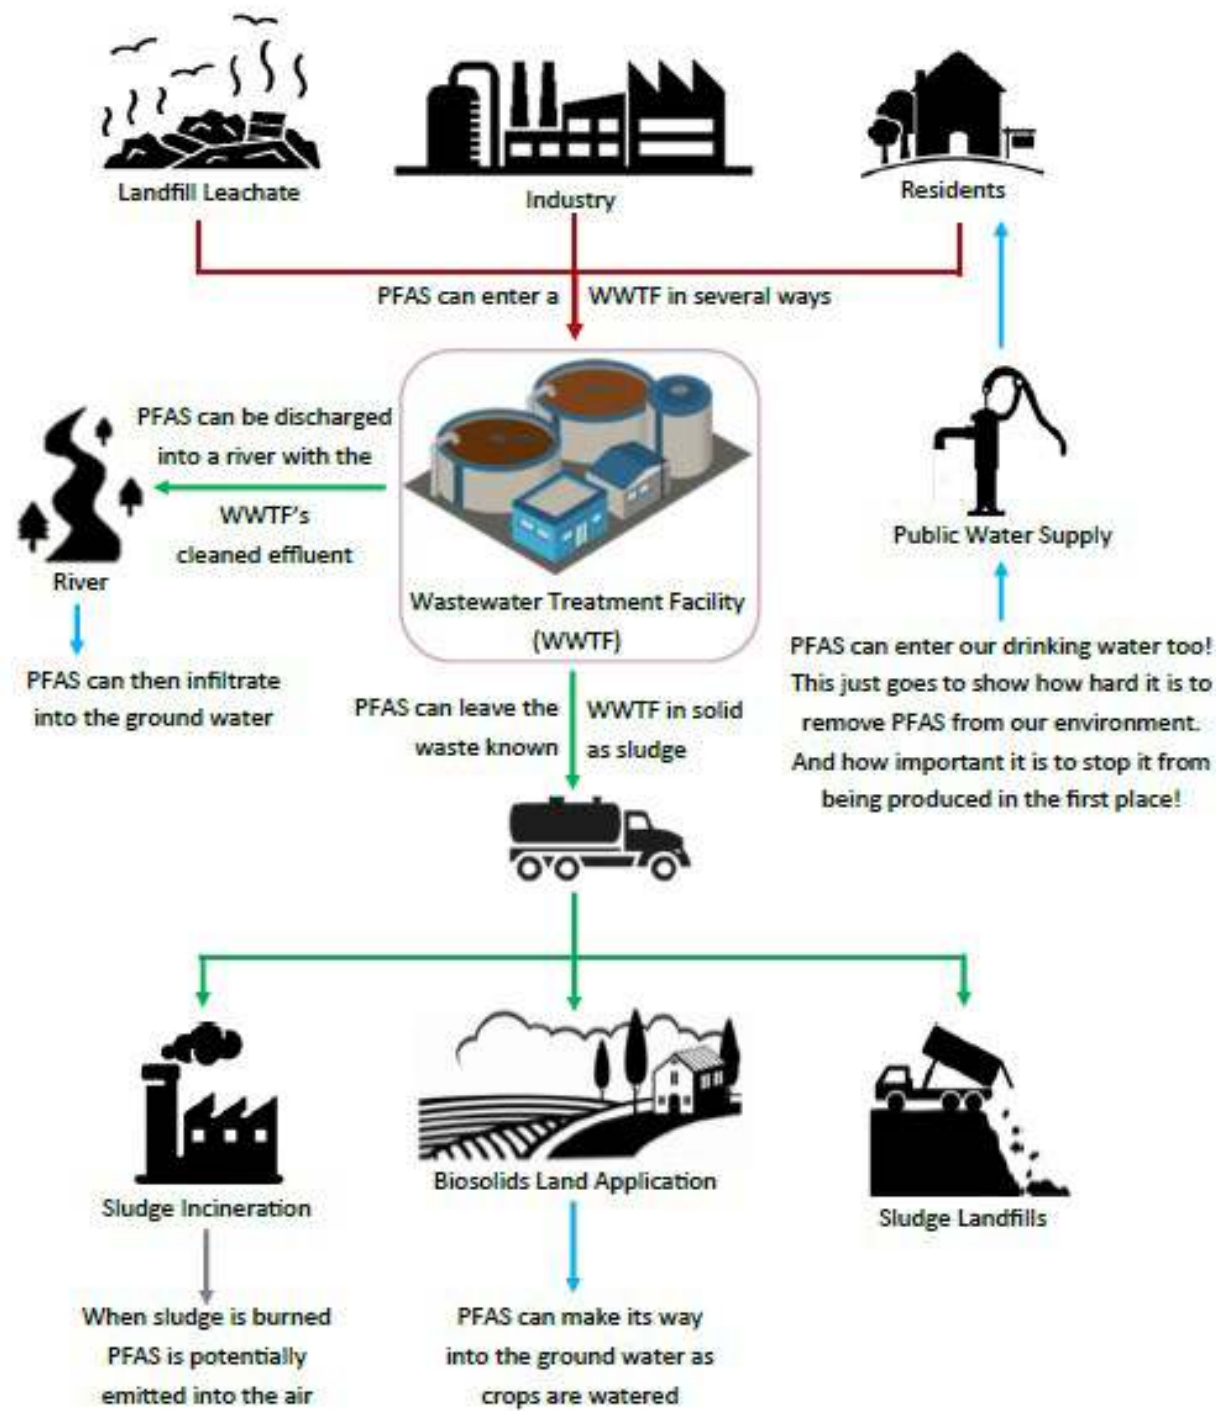 Landfill Leachate
Industry
Residents
PFAS can enter a WWTF in several ways
PFAS can be discharged
into a river with the
WWTF's
cleaned effluent
River
PFAS can then infiltrate
into the ground water
Wastewater Treatment Facility
(WWTF)
Public Water Supply
PFAS can enter our drinking water too!
This just goes to show how hard it is to
remove PFAS from our environment.
And how important it is to stop it from
being produced in the first place!
PFAS can leave the WWTF in solid
waste known as sludge
Sludge Incineration
Biosolids Land Application
Sludge Landfills
When sludge is burned
PFAS is potentially
emitted into the air
PFAS can make its way
into the ground water as
crops are watered